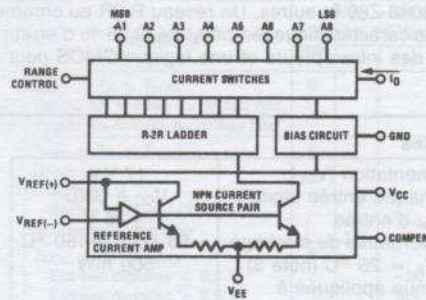 MSB LSB
A1 A2 A3 A4 A5 A6 A7 A8
RANGE
CONTROL
CURRENT SWITCHES
IO
R-2R LADDER
BIAS CIRCUIT
GND
VREF(+)
NPN CURRENT
SOURCE PAIR
VCC
VREF(−)
REFERENCE
CURRENT AMP
COMPEN
VEE